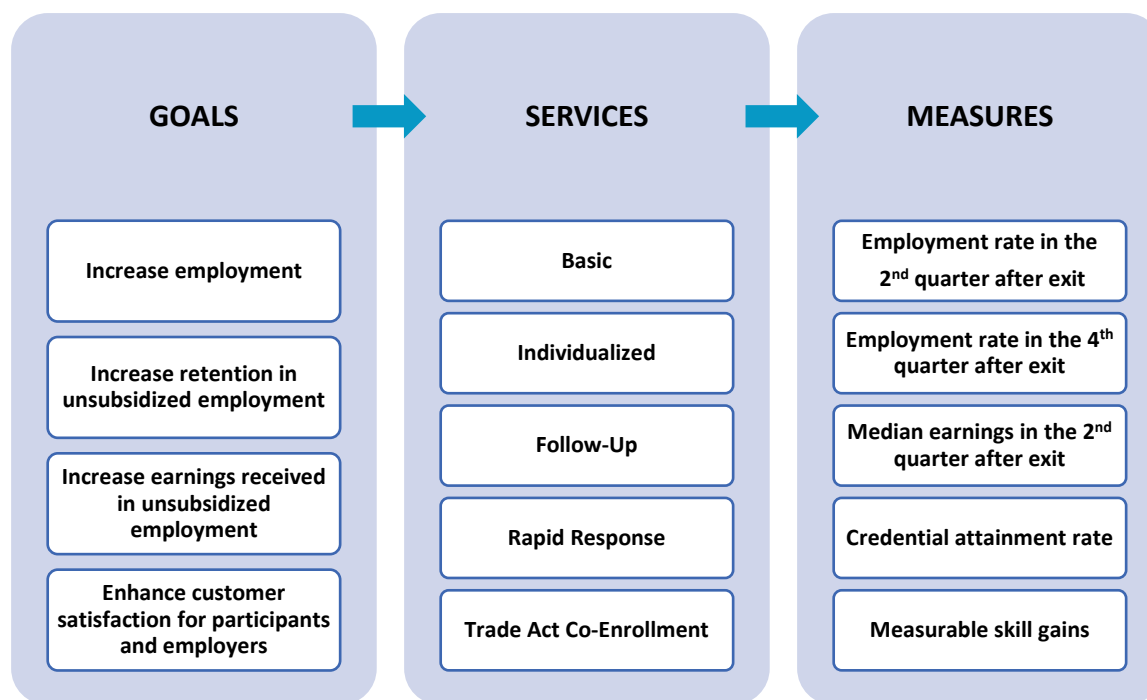 GOALS
Increase employment
Increase retention in
unsubsidized employment
Increase earnings received
in unsubsidized
employment
Enhance customer
satisfaction for participants
and employers
SERVICES
Basic
Individualized
Follow-Up
Rapid Response
Trade Act Co-Enrollment
MEASURES
Employment rate in the
2nd quarter after exit
Employment rate in the 4th
quarter after exit
Median earnings in the 2nd
quarter after exit
Credential attainment rate
Measurable skill gains